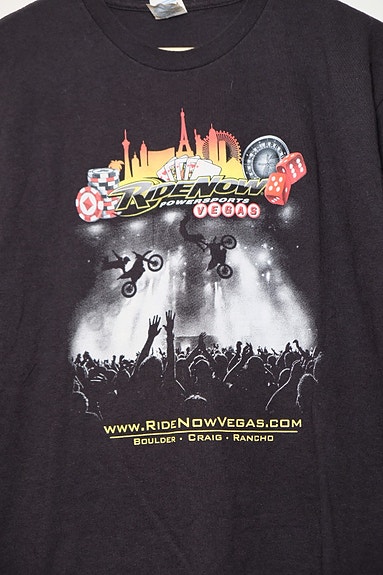 RIDENOW
POWERSPORTS
VEGAS
WWW.RIDENOWVEGAS.COM
BOULDER • CRAIG • RANCHO